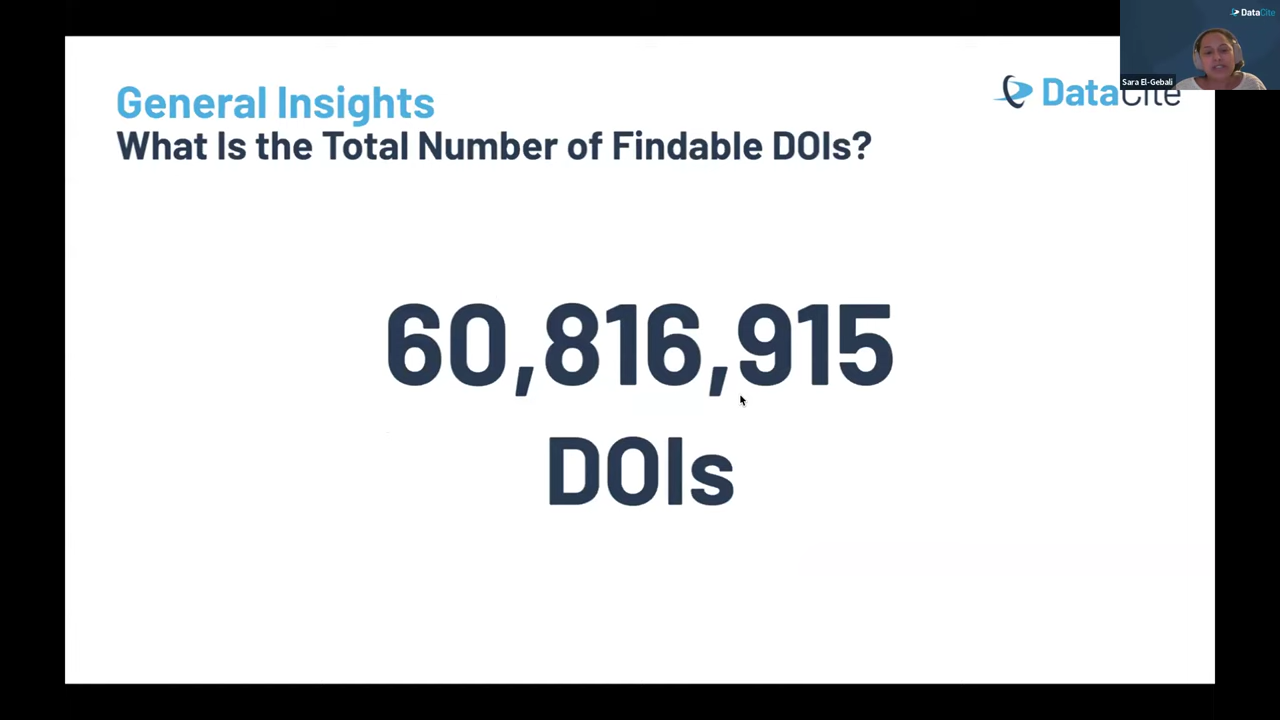 DataCite
Sara El-Gebali
General Insights
DataCite
What Is the Total Number of Findable DOIs?
60,816,915
DOIs